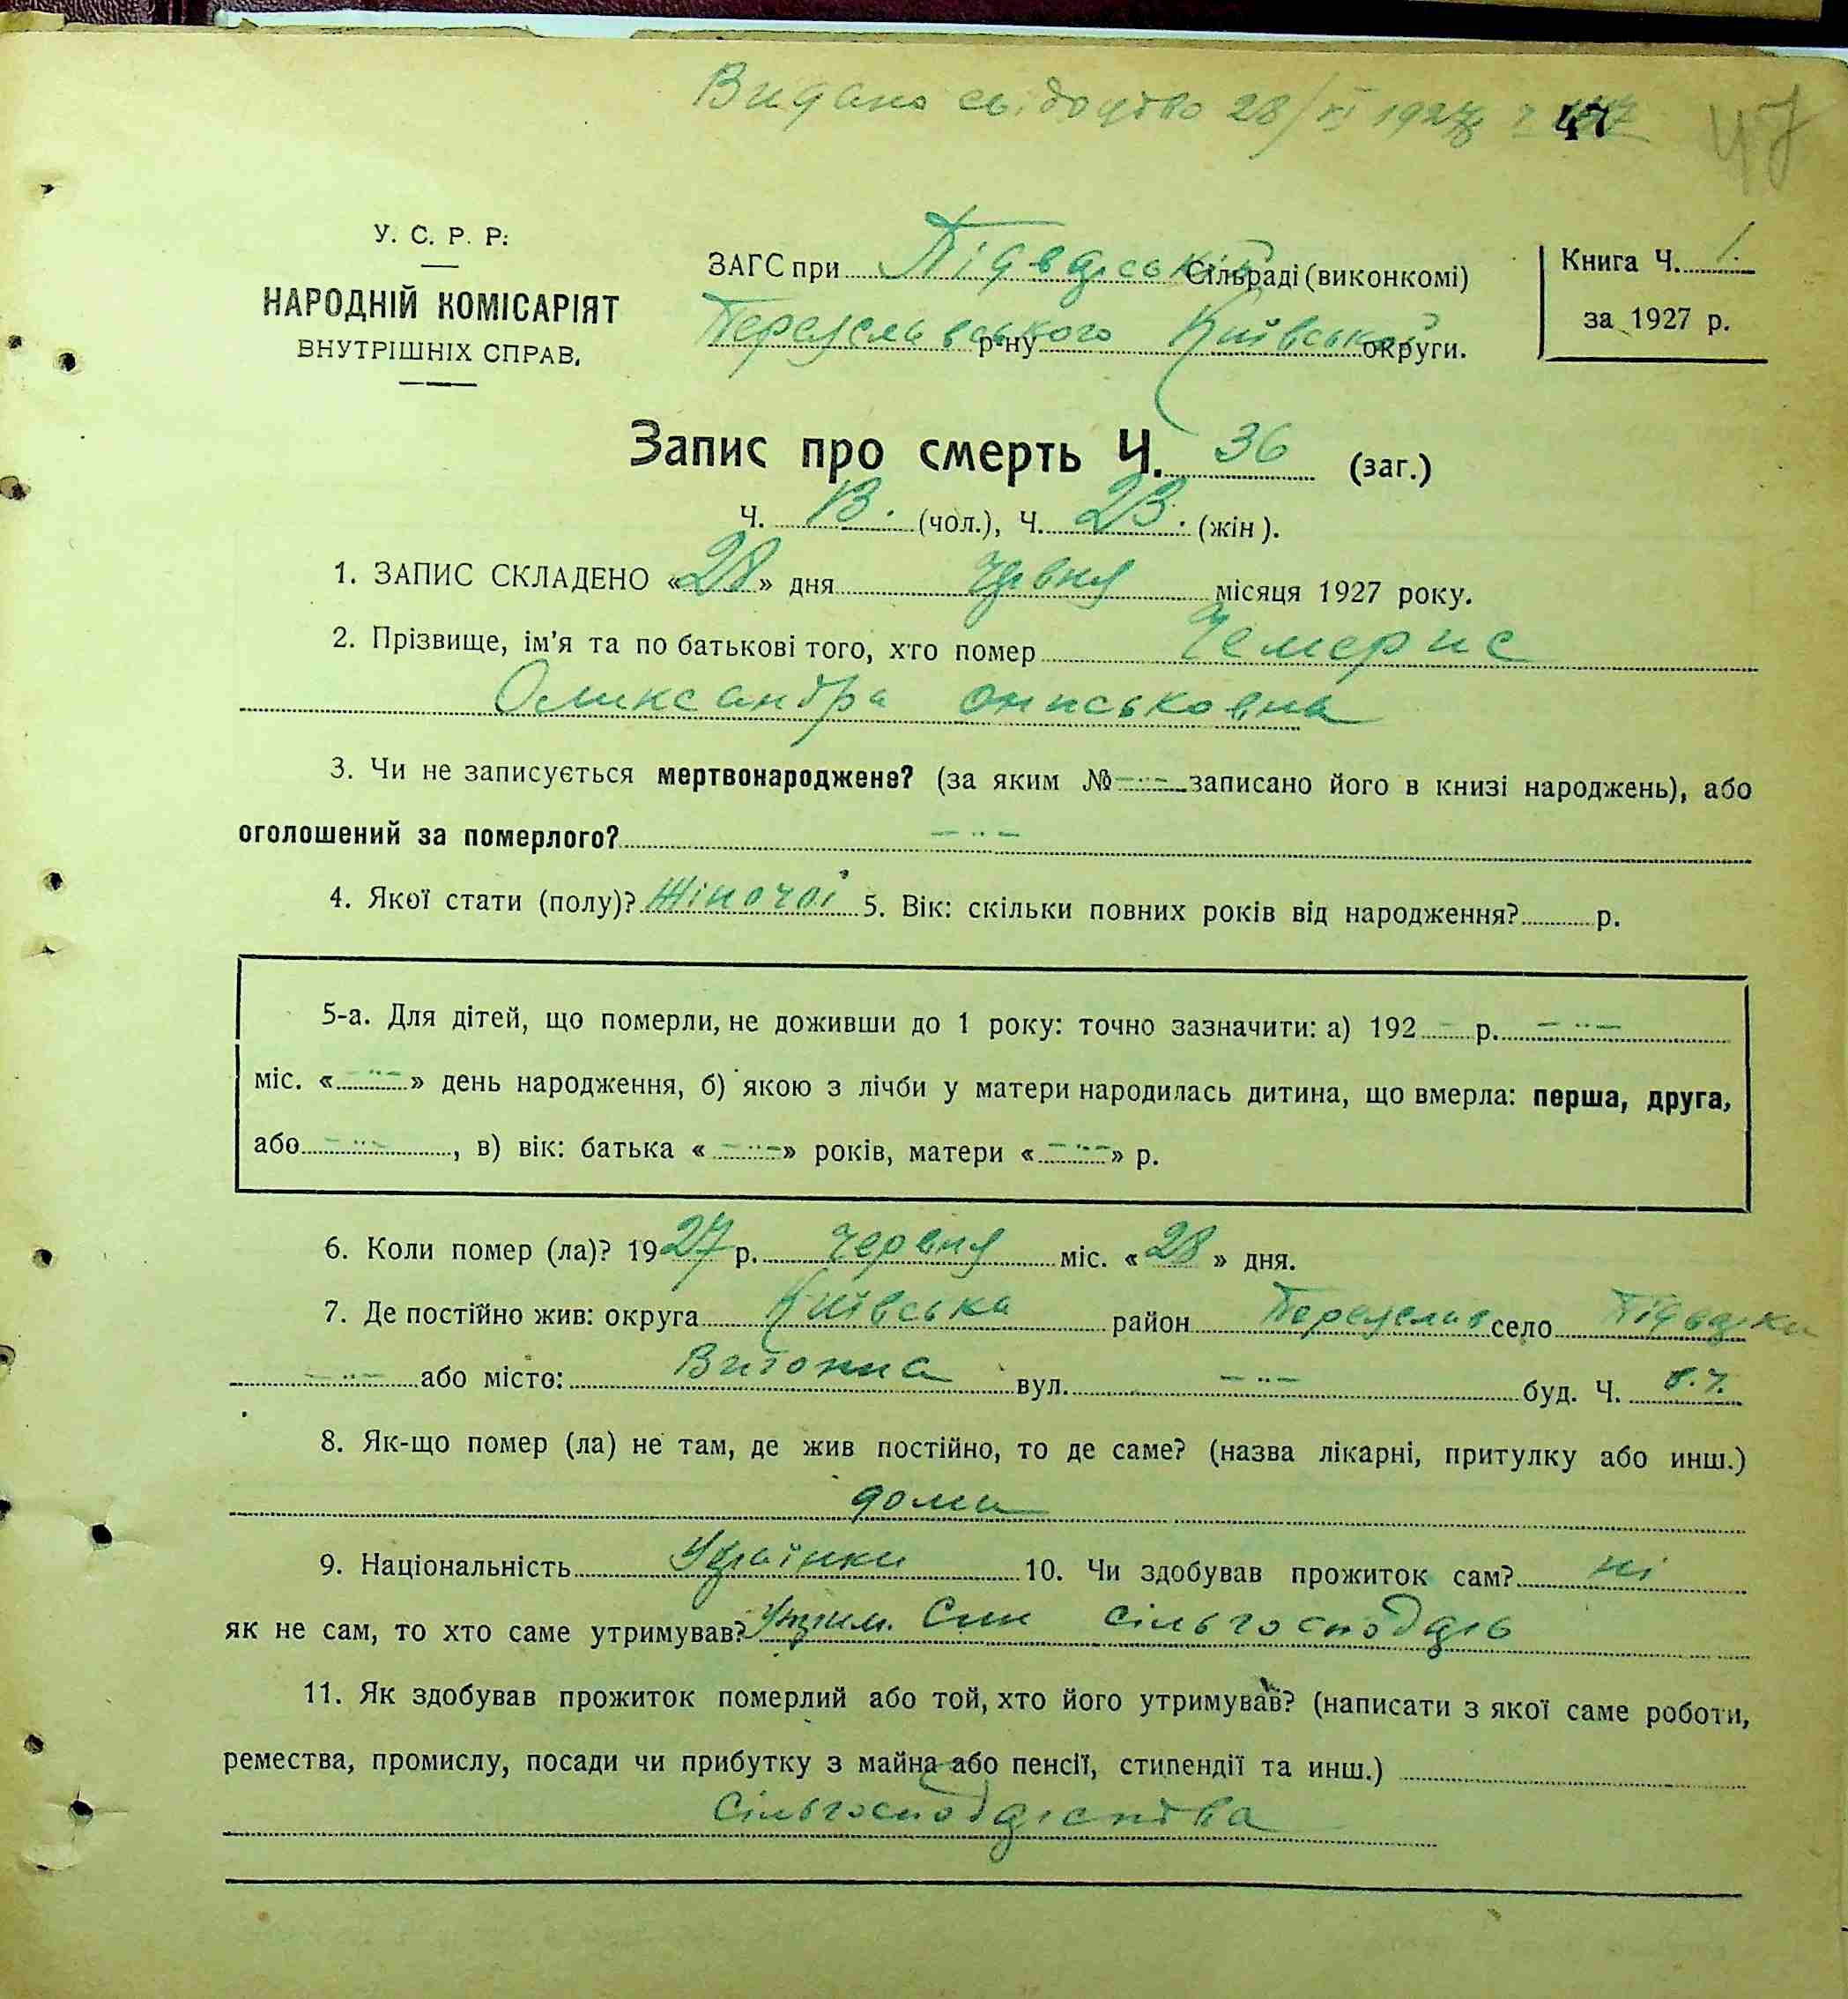 Видано свідоцтво 28/VI 1927 47 47
У. С. Р. Р.
НАРОДНІЙ КОМІСАРІЯТ
ВНУТРІШНІХ СПРАВ.
ЗАГС при Підварській Сільраді (виконкомі)
Переяславського р-ну Київської округи.
Книга Ч. 1.
за 1927 р.
Запис про смерть Ч. 36 (заг.)
Ч. 13. (чол.), Ч. 23. (жін).
1. ЗАПИС СКЛАДЕНО «28» дня червня місяця 1927 року.
2. Прізвище, ім'я та по батькові того, хто помер Чемерис
Олександра ониськовна
3. Чи не записується мертвонароджене? (за яким № -··- записано його в книзі народжень), або
оголошений за померлого? -··-
4. Якої стати (полу)? Жіночої 5. Вік: скільки повних років від народження? р.
5-а. Для дітей, що померли, не доживши до 1 року: точно зазначити: а) 192 - р. -··-
міс. « -··- » день народження, б) якою з лічби у матери народилась дитина, що вмерла: перша, друга,
або -··-, в) вік: батька « -··- » років, матери « -··- » р.
6. Коли помер (ла)? 1927 р. червня міс. «28» дня.
7. Де постійно жив: округа Київська район Переяслав село Підварки
-··- або місто: вул. -··- буд. Ч.
8. Як-що помер (ла) не там, де жив постійно, то де саме? (назва лікарні, притулку або инш.)
дома
9. Національність Українка 10. Чи здобував прожиток сам? ні
як не сам, то хто саме утримував? Утрим. Син сільгосподарь
11. Як здобував прожиток померлий або той, хто його утримував? (написати з якої саме роботи,
ремества, промислу, посади чи прибутку з майна або пенсії, стипендії та инш.)
Сільгосподарства